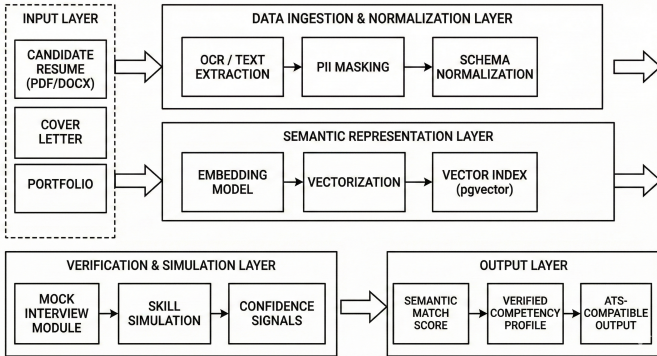 INPUT LAYER
CANDIDATE
RESUME
(PDF/DOCX)
COVER
LETTER
PORTFOLIO
DATA INGESTION & NORMALIZATION LAYER
OCR / TEXT
EXTRACTION
PII MASKING
SCHEMA
NORMALIZATION
SEMANTIC REPRESENTATION LAYER
EMBEDDING
MODEL
VECTORIZATION
VECTOR INDEX
(pgvector)
VERIFICATION & SIMULATION LAYER
MOCK
INTERVIEW
MODULE
SKILL
SIMULATION
CONFIDENCE
SIGNALS
OUTPUT LAYER
SEMANTIC
MATCH
SCORE
VERIFIED
COMPETENCY
PROFILE
ATS-
COMPATIBLE
OUTPUT